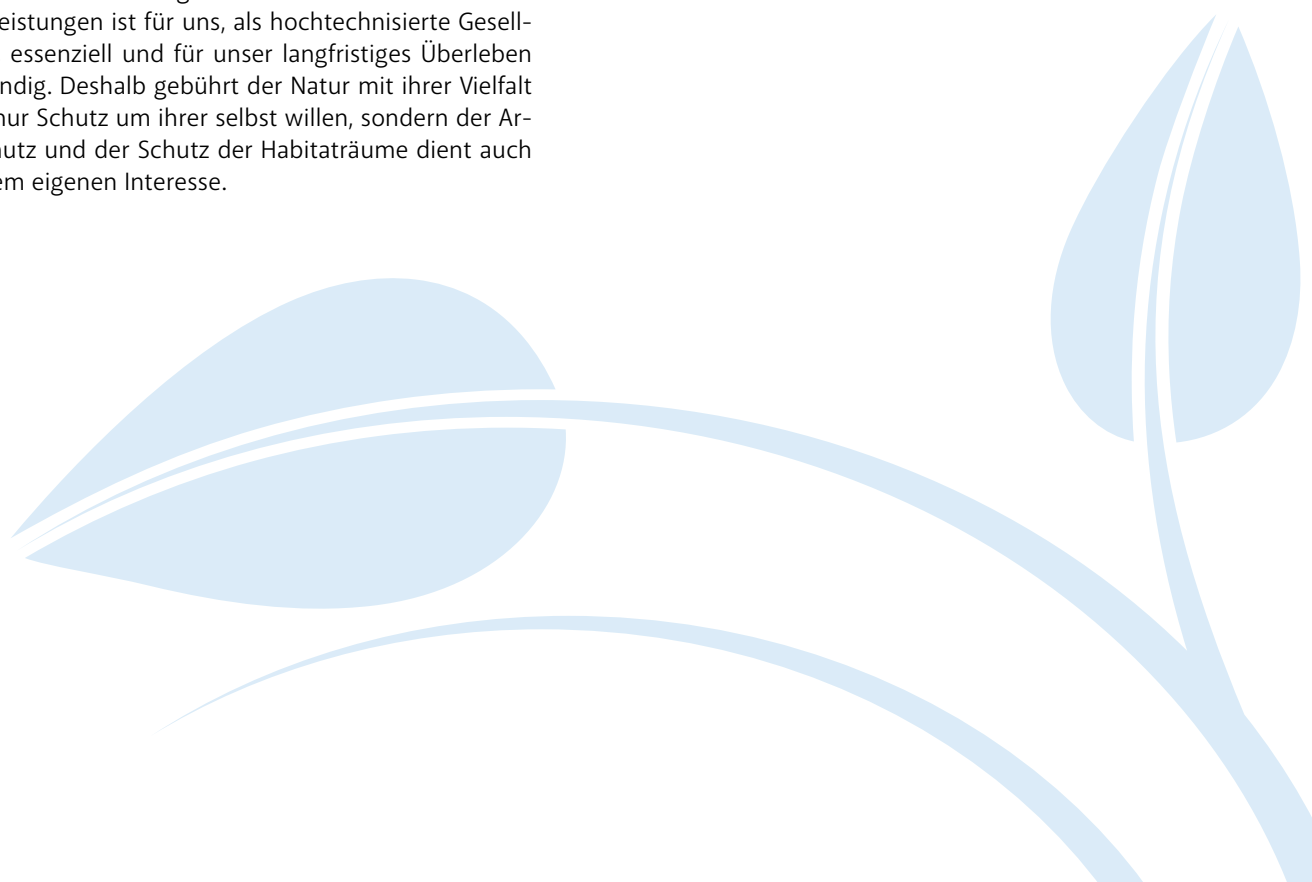 eistungen ist für uns, als hochtechnisierte Gesell-
essenziell und für unser langfristiges Überleben
ndig. Deshalb gebührt der Natur mit ihrer Vielfalt
nur Schutz um ihrer selbst willen, sondern der Ar-
utz und der Schutz der Habitaträume dient auch
em eigenen Interesse.